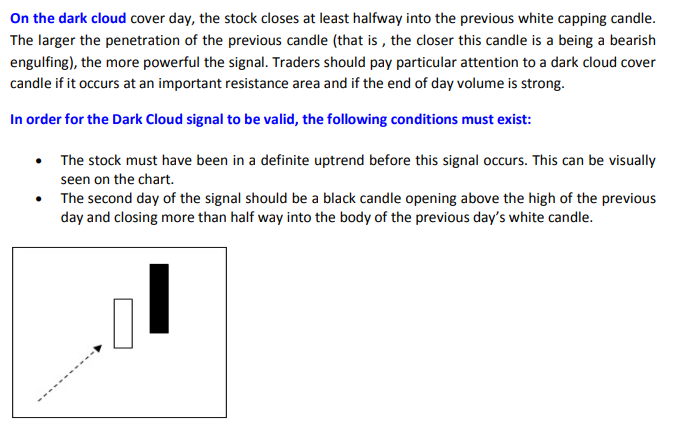 On the dark cloud cover day, the stock closes at least halfway into the previous white capping candle.
The larger the penetration of the previous candle (that is , the closer this candle is a being a bearish
engulfing), the more powerful the signal. Traders should pay particular attention to a dark cloud cover
candle if it occurs at an important resistance area and if the end of day volume is strong.
In order for the Dark Cloud signal to be valid, the following conditions must exist:
• The stock must have been in a definite uptrend before this signal occurs. This can be visually
seen on the chart.
• The second day of the signal should be a black candle opening above the high of the previous
day and closing more than half way into the body of the previous day’s white candle.